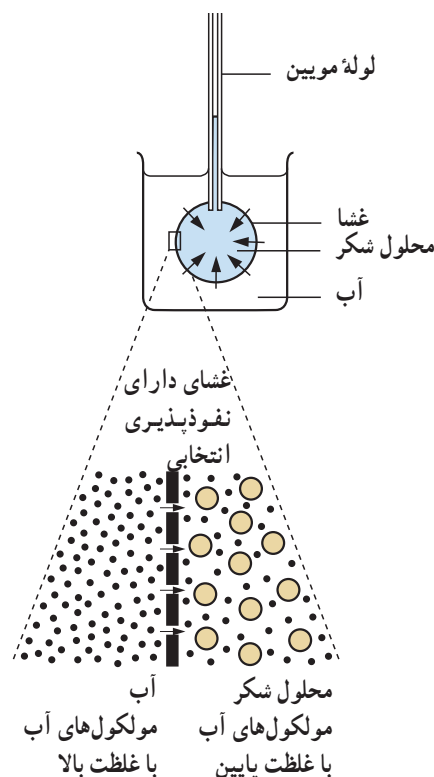 لولهٔ مویین
غشا
محلول شکر
آب
غشای دارای
نفوذپذیری
انتخابی
محلول شکر
مولکول‌های آب
با غلظت پایین
آب
مولکول‌های آب
با غلظت بالا